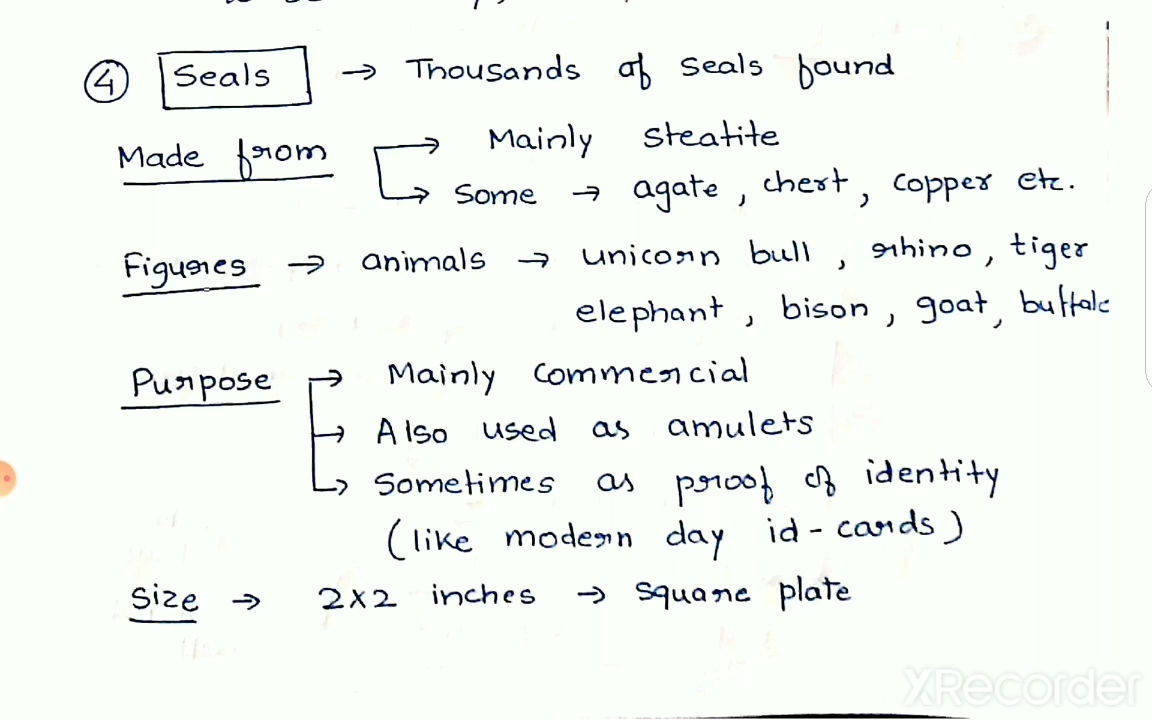 ④ Seals → Thousands of seals found
Made from → Mainly steatite
→ Some → agate, chert, copper etc.
Figures → animals → unicorn bull, rhino, tiger
elephant, bison, goat, buffalo
Purpose → Mainly commercial
→ Also used as amulets
→ Sometimes as proof of identity
(like modern day id-cards)
Size → 2x2 inches → square plate
XRecorder